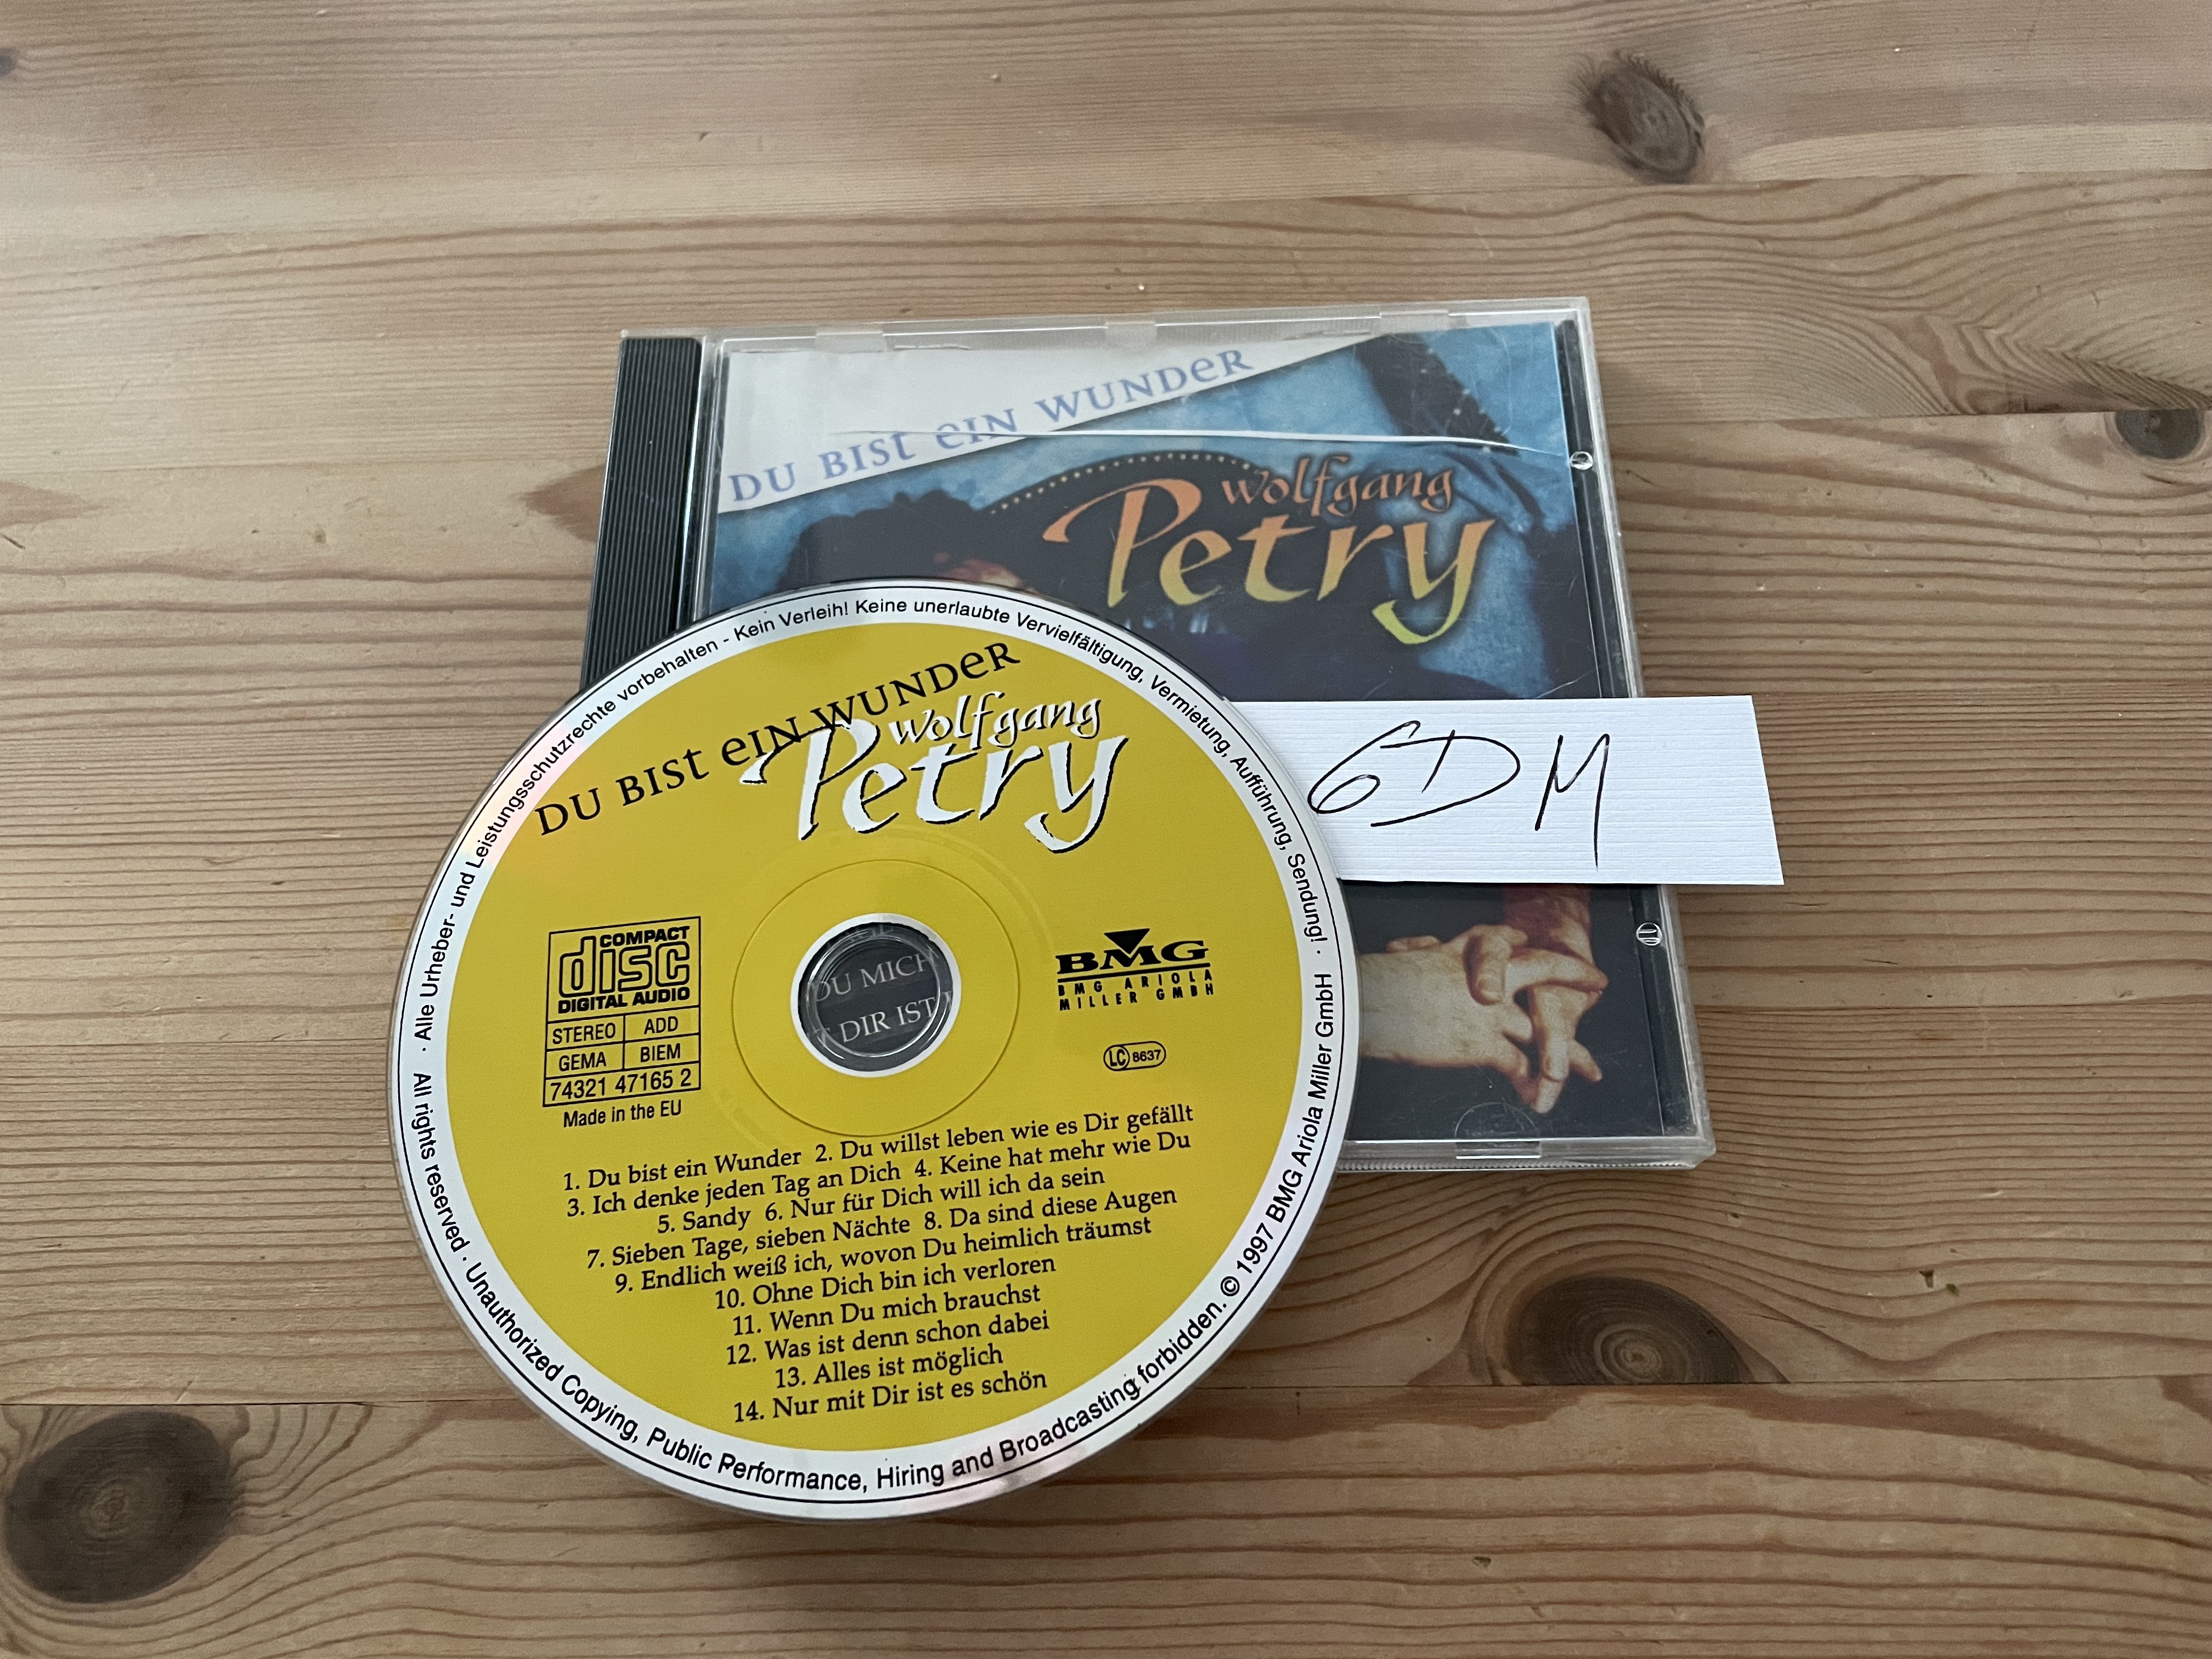 DU BIST EIN WUNDER
wolfgang
Petry
6DM
· Alle Urheber- und Leistungsschutzrechte vorbehalten - Kein Verleih! Keine unerlaubte Vervielfältigung, Vermietung, Aufführung, Sendung! ·
DU BIST EIN WUNDER
wolfgang
Petry
COMPACT
disc
DIGITAL AUDIO
STEREO ADD
GEMA BIEM
74321 47165 2
Made in the EU
DU MICH
DIR IST
BMG
BMG ARIOLA
MILLER GMBH
LC 8637
1. Du bist ein Wunder 2. Du willst leben wie es Dir gefällt
3. Ich denke jeden Tag an Dich 4. Keine hat mehr wie Du
5. Sandy 6. Nur für Dich will ich da sein
7. Sieben Tage, sieben Nächte 8. Da sind diese Augen
9. Endlich weiß ich, wovon Du heimlich träumst
10. Ohne Dich bin ich verloren
11. Wenn Du mich brauchst
12. Was ist denn schon dabei
13. Alles ist möglich
14. Nur mit Dir ist es schön
All rights reserved · Unauthorized Copying, Public Performance, Hiring and Broadcasting forbidden. © 1997 BMG Ariola Miller GmbH